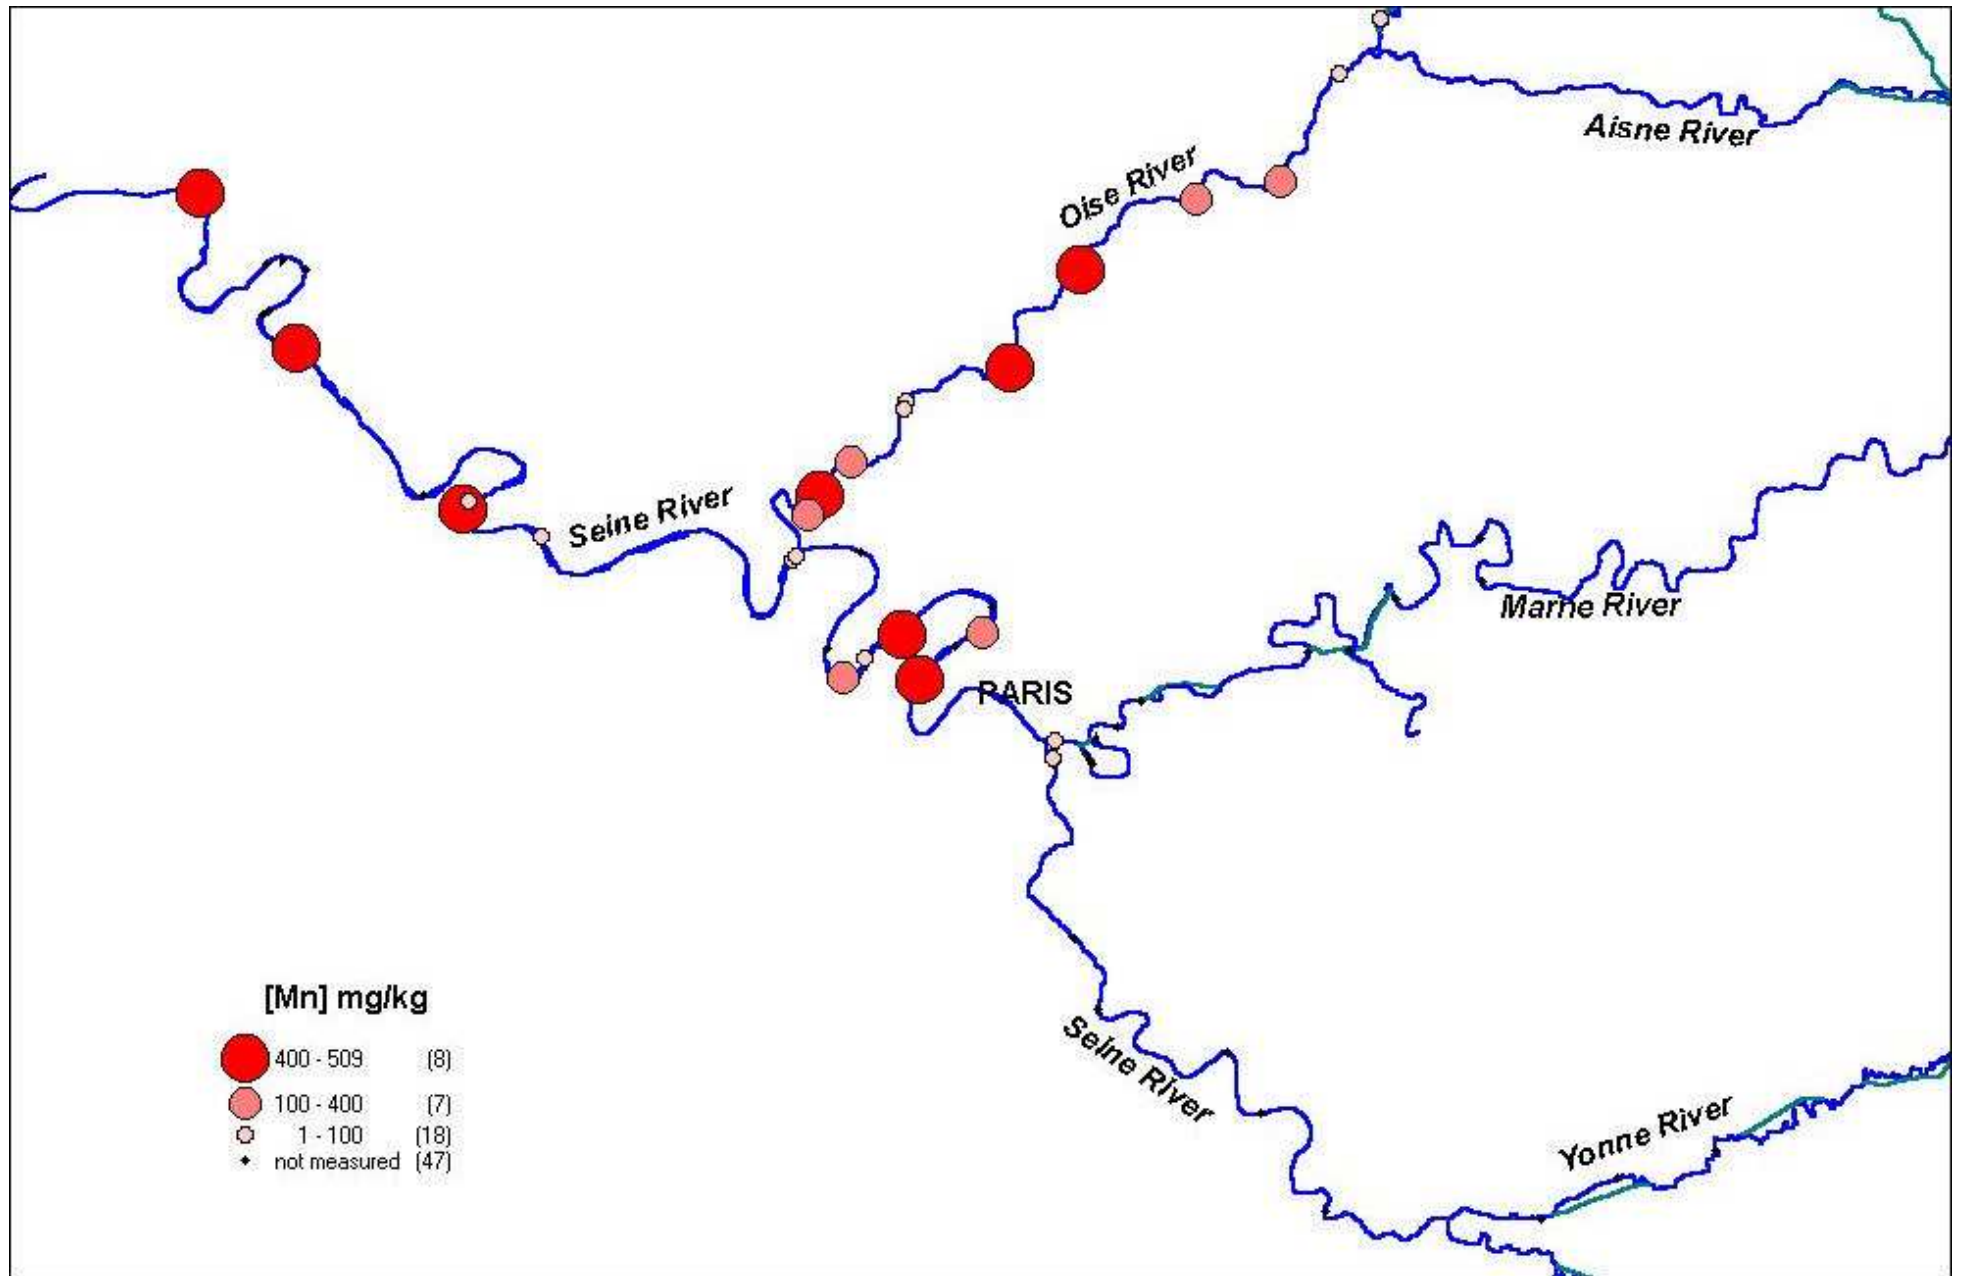 Aisne River
Oise River
Seine River
Marne River
PARIS
[Mn] mg/kg
400 - 509 (8)
100 - 400 (7)
1 - 100 (18)
not measured (47)
Seine River
Yonne River